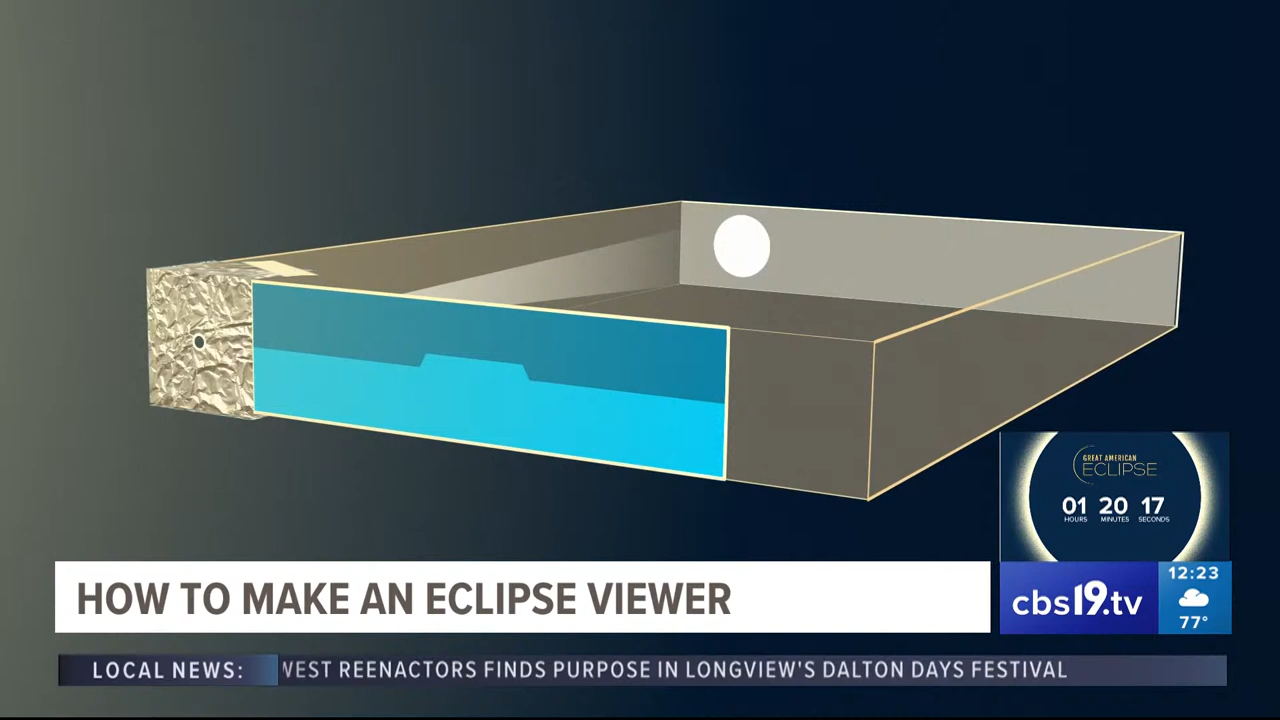 GREAT AMERICAN
ECLIPSE
01 20 17
HOURS MINUTES SECONDS
HOW TO MAKE AN ECLIPSE VIEWER
cbs19.tv
12:23
77°
LOCAL NEWS: WEST REENACTORS FINDS PURPOSE IN LONGVIEW'S DALTON DAYS FESTIVAL